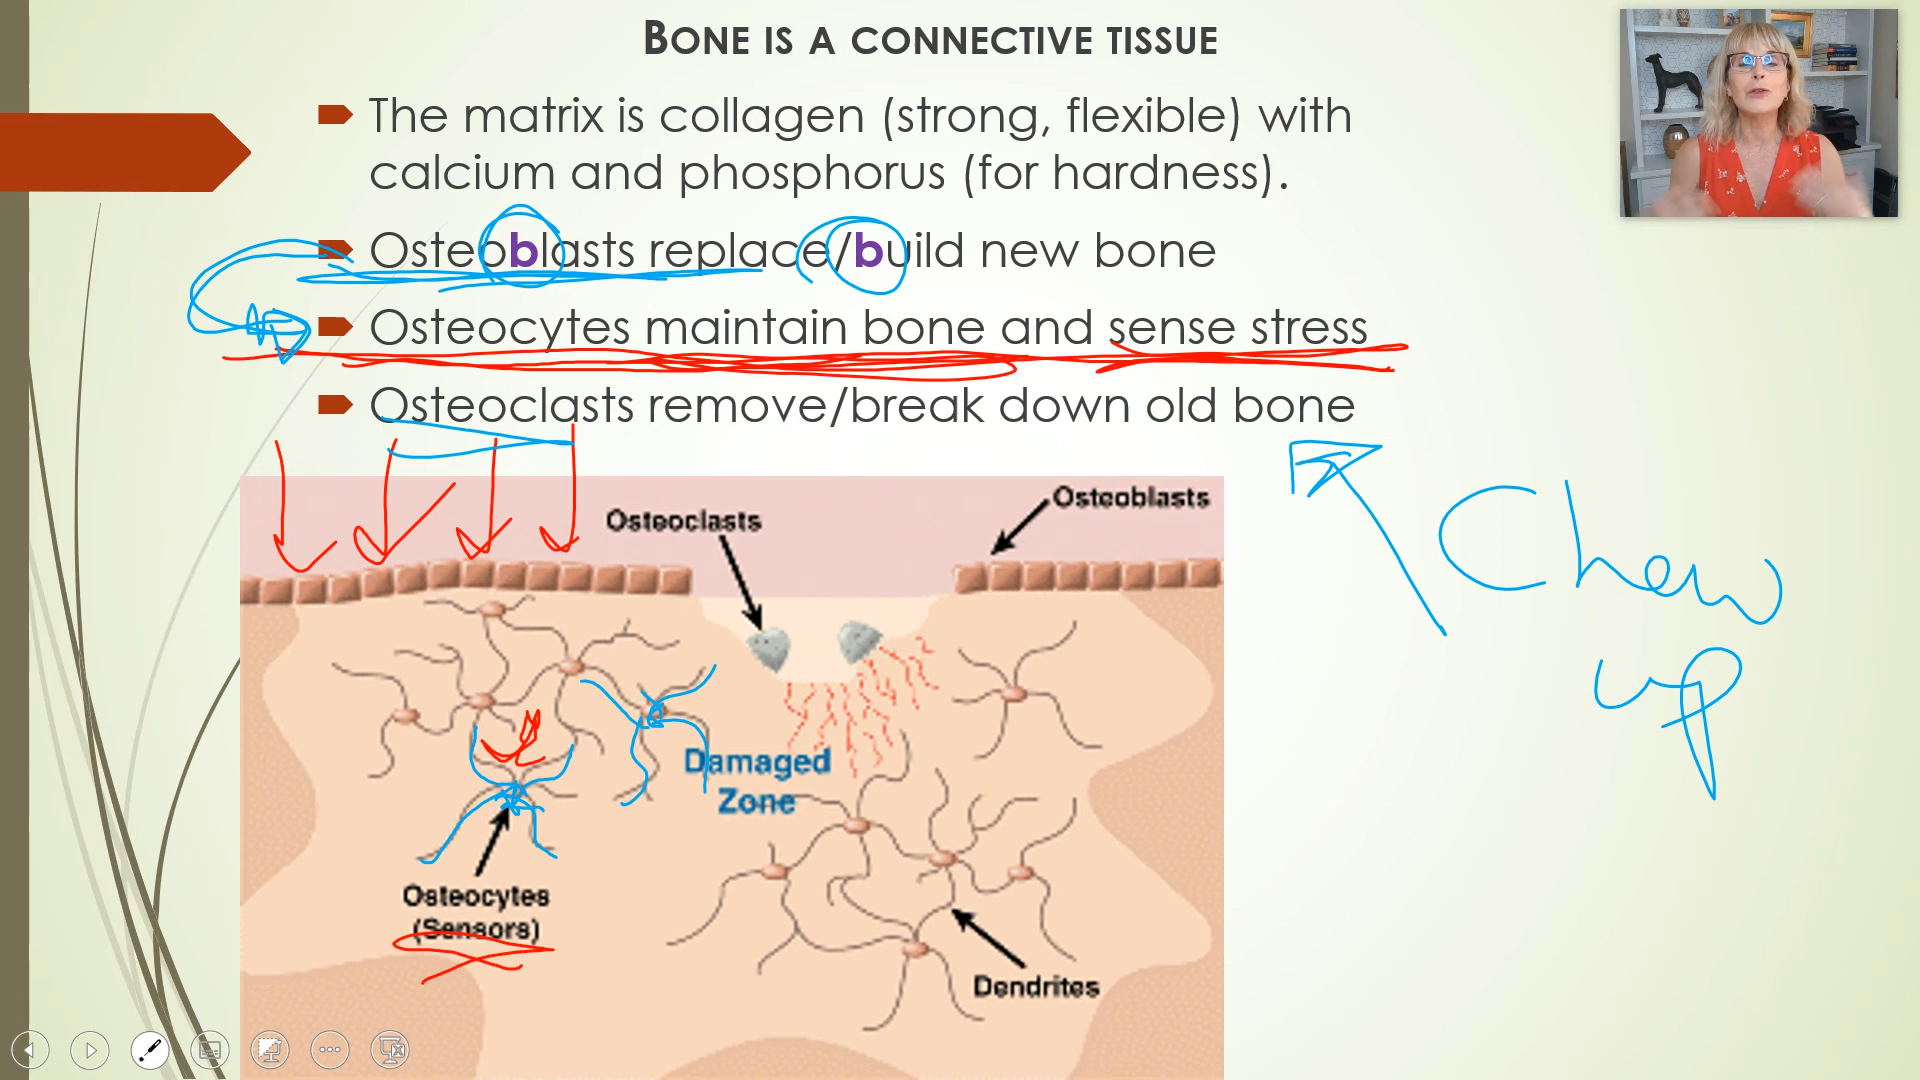 BONE IS A CONNECTIVE TISSUE
The matrix is collagen (strong, flexible) with
calcium and phosphorus (for hardness).
Osteoblasts replace/build new bone
Osteocytes maintain bone and sense stress
Osteoclasts remove/break down old bone
Osteoclasts
Osteoblasts
Chew
up
Damaged
Zone
Osteocytes
(Sensors)
Dendrites